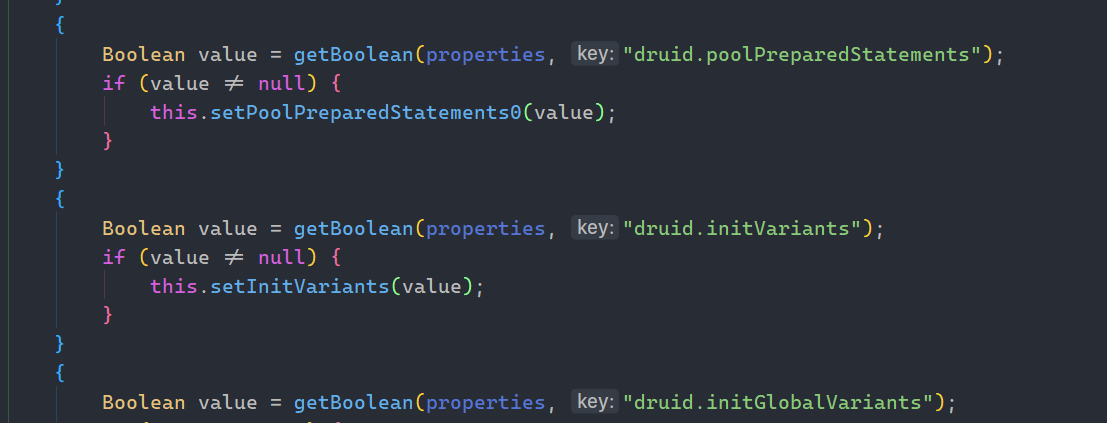 }
{
Boolean value = getBoolean(properties, key: "druid.poolPreparedStatements");
if (value ≠ null) {
this.setPoolPreparedStatements0(value);
}
}
{
Boolean value = getBoolean(properties, key: "druid.initVariants");
if (value ≠ null) {
this.setInitVariants(value);
}
}
{
Boolean value = getBoolean(properties, key: "druid.initGlobalVariants");